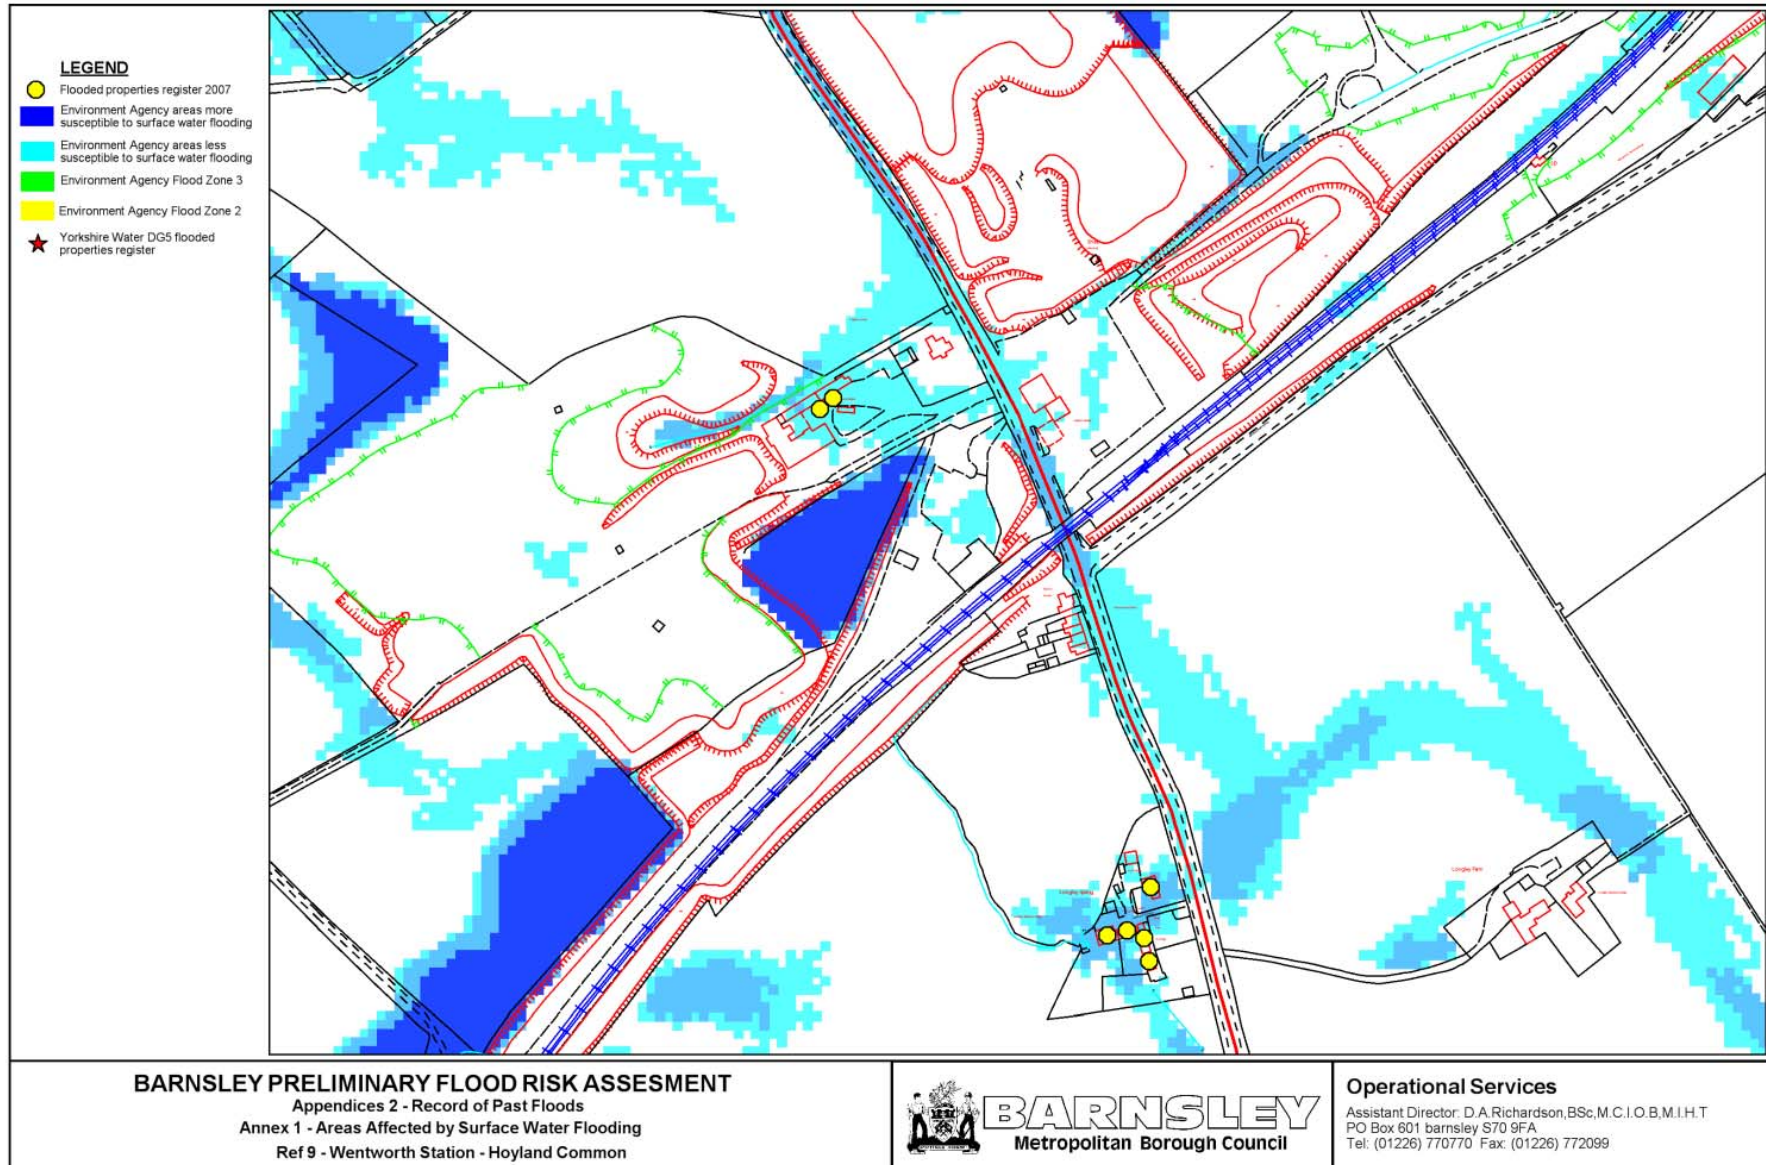 LEGEND
Flooded properties register 2007
Environment Agency areas more
susceptible to surface water flooding
Environment Agency areas less
susceptible to surface water flooding
Environment Agency Flood Zone 3
Environment Agency Flood Zone 2
Yorkshire Water DG5 flooded
properties register
Longley Farm
BARNSLEY PRELIMINARY FLOOD RISK ASSESMENT
Appendices 2 - Record of Past Floods
Annex 1 - Areas Affected by Surface Water Flooding
Ref 9 - Wentworth Station - Hoyland Common
BARNSLEY
Metropolitan Borough Council
Operational Services
Assistant Director: D.A.Richardson,BSc,M.C.I.O.B,M.I.H.T
PO Box 601 barnsley S70 9FA
Tel: (01226) 770770 Fax: (01226) 772099